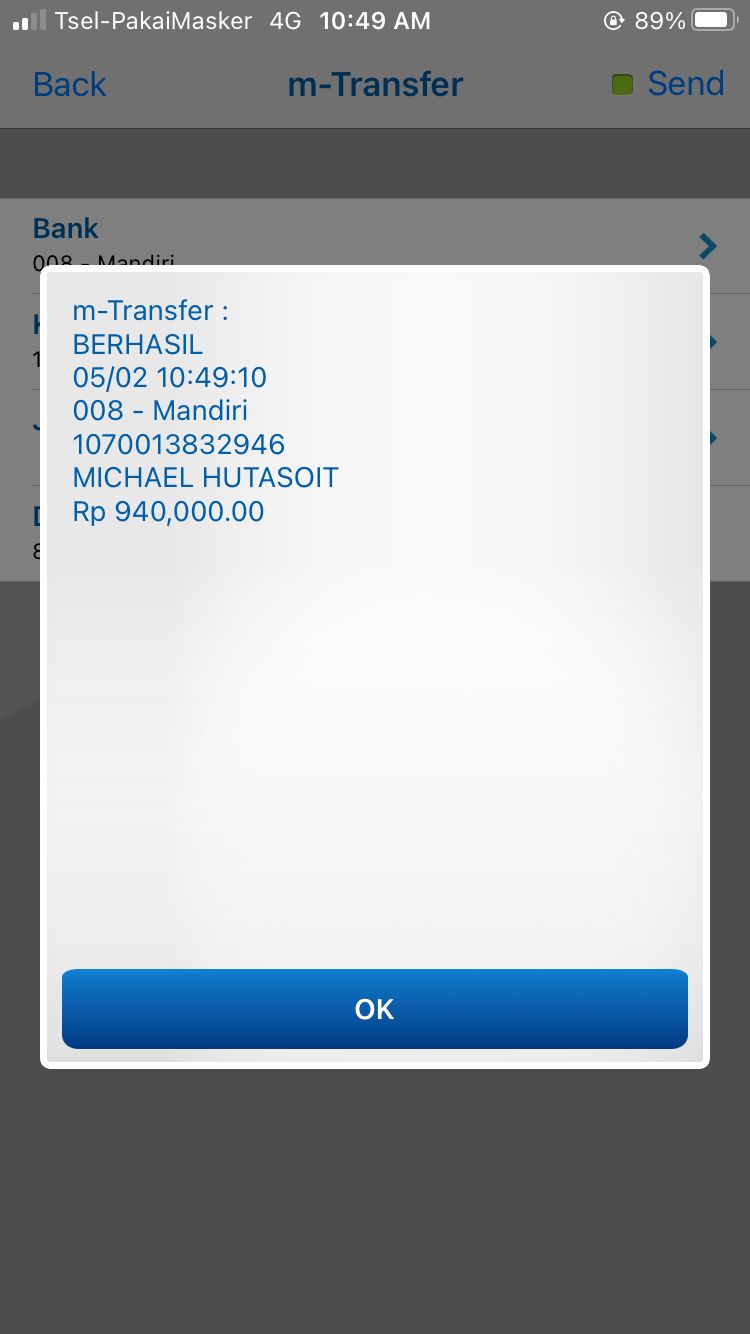 Tsel-PakaiMasker 4G 10:49 AM 89%
Back m-Transfer Send
Bank
008 - Mandiri
m-Transfer :
BERHASIL
05/02 10:49:10
008 - Mandiri
1070013832946
MICHAEL HUTASOIT
Rp 940,000.00
OK